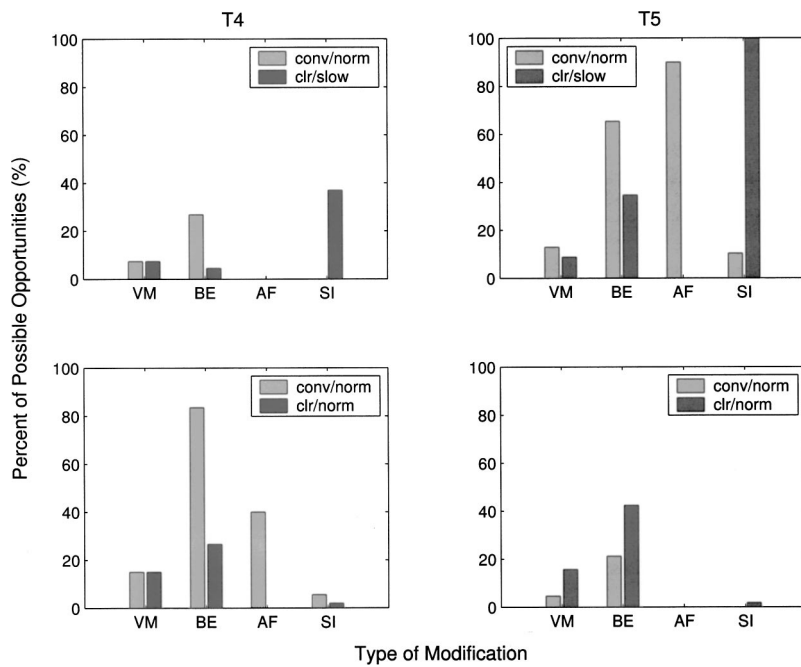 T4
T5
Percent of Possible Opportunities (%)
100
80
60
40
20
0
conv/norm
clr/slow
VM BE AF SI
100
80
60
40
20
0
conv/norm
clr/slow
VM BE AF SI
100
80
60
40
20
0
conv/norm
clr/norm
VM BE AF SI
100
80
60
40
20
0
conv/norm
clr/norm
VM BE AF SI
Type of Modification